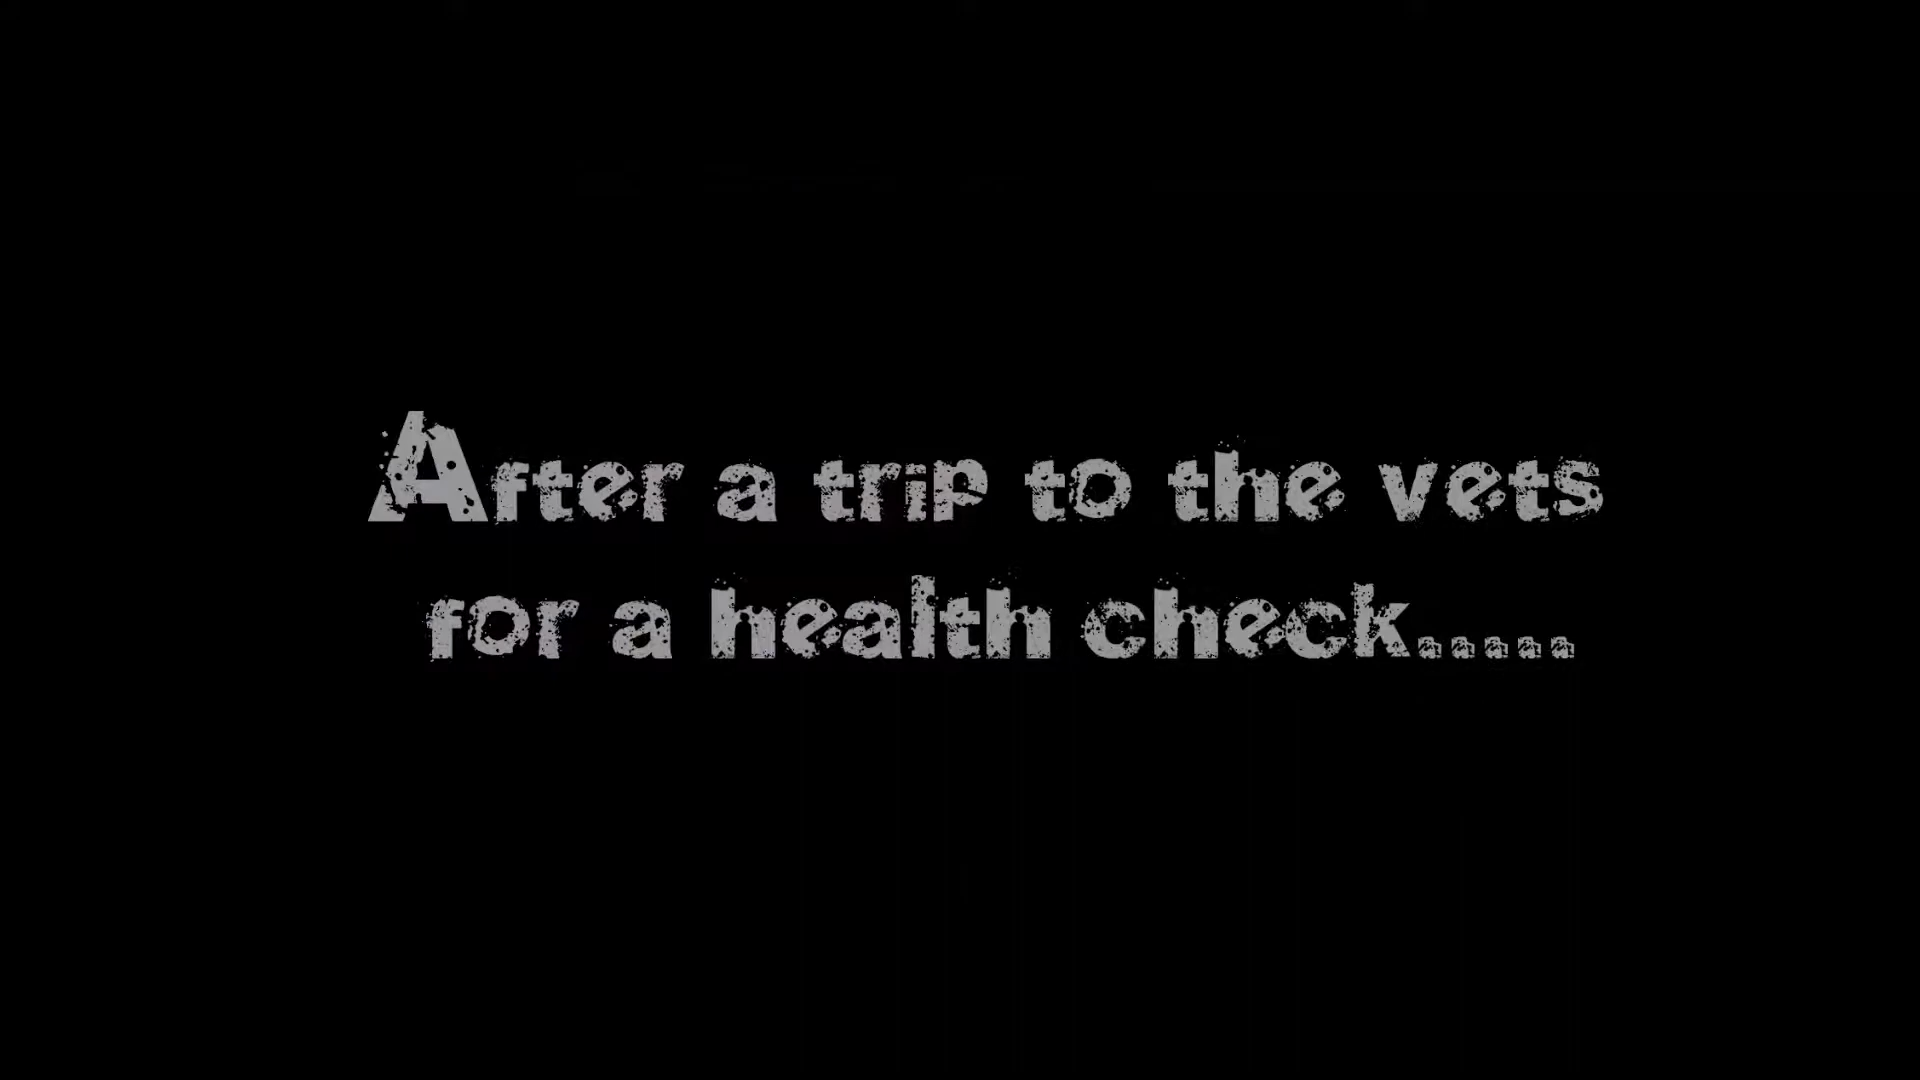 After a trip to the vets
for a health check.....